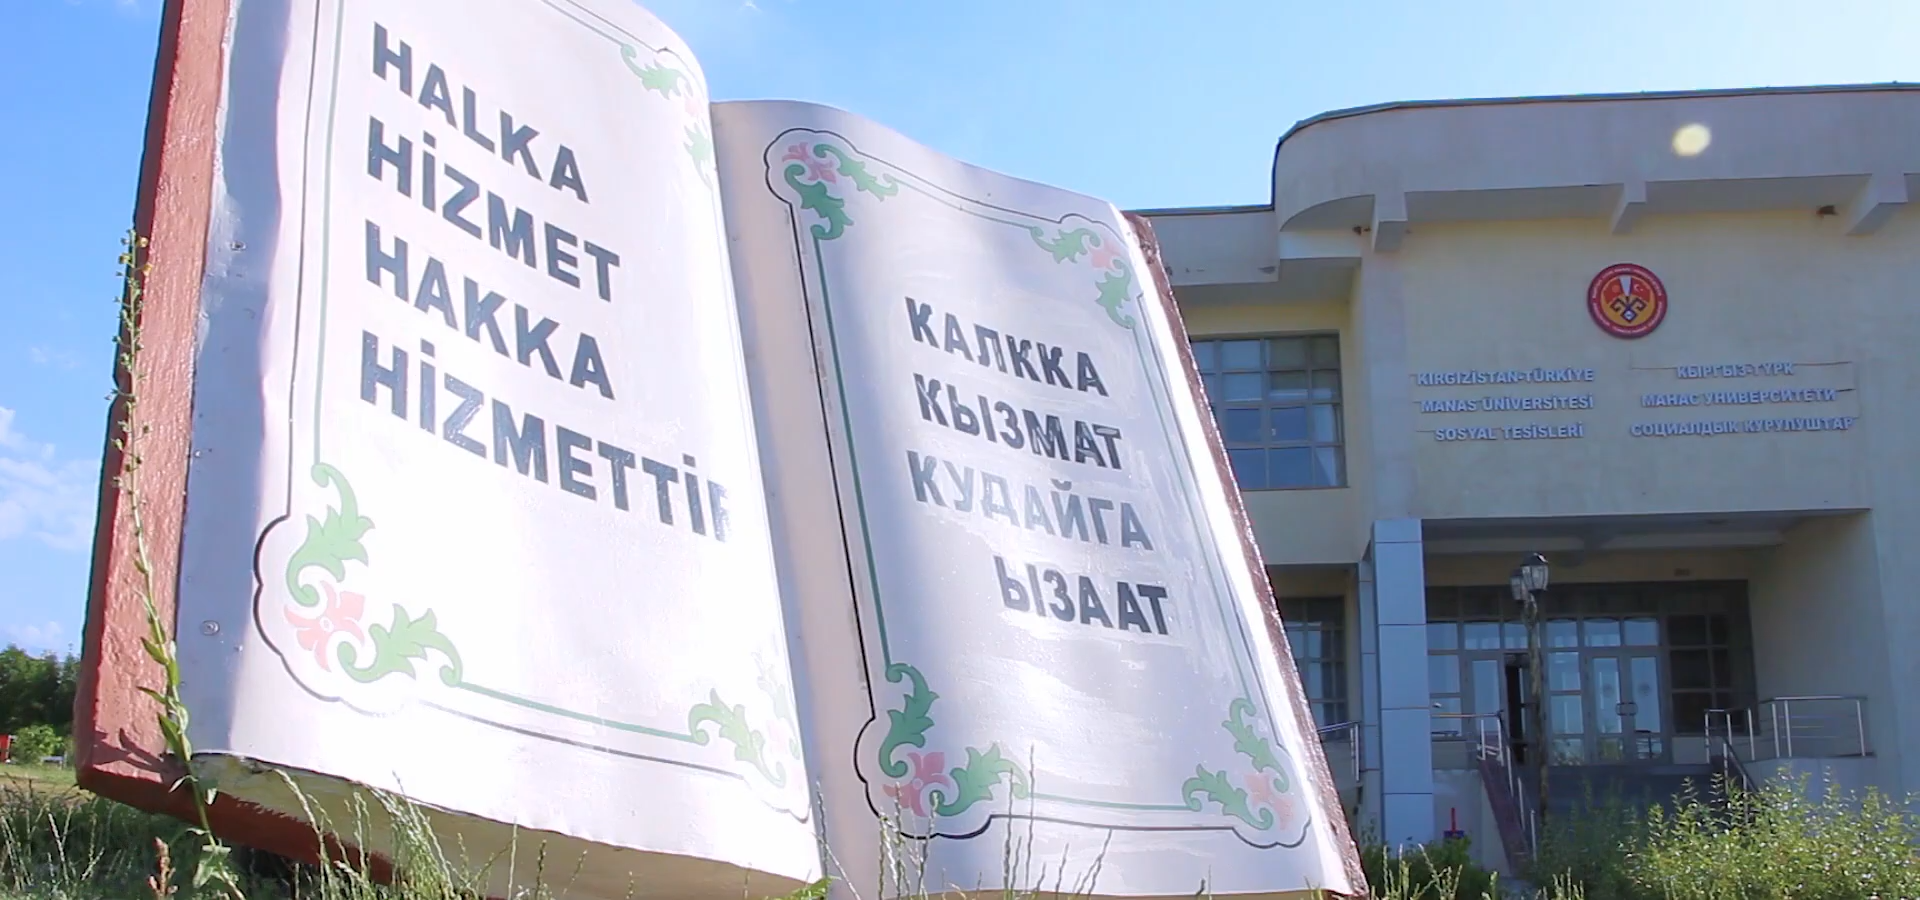 HALKA
HİZMET
HAKKA
HİZMETTİR
КАЛККА
КЫЗМАТ
КУДАЙГА
ЫЗААТ
KIRGIZİSTAN-TÜRKİYE
MANAS ÜNİVERSİTESİ
SOSYAL TESİSLERİ
КЫРГЫЗ-ТҮРК
МАНАС УНИВЕРСИТЕТИ
СОЦИАЛДЫК КУРУЛУШТАР